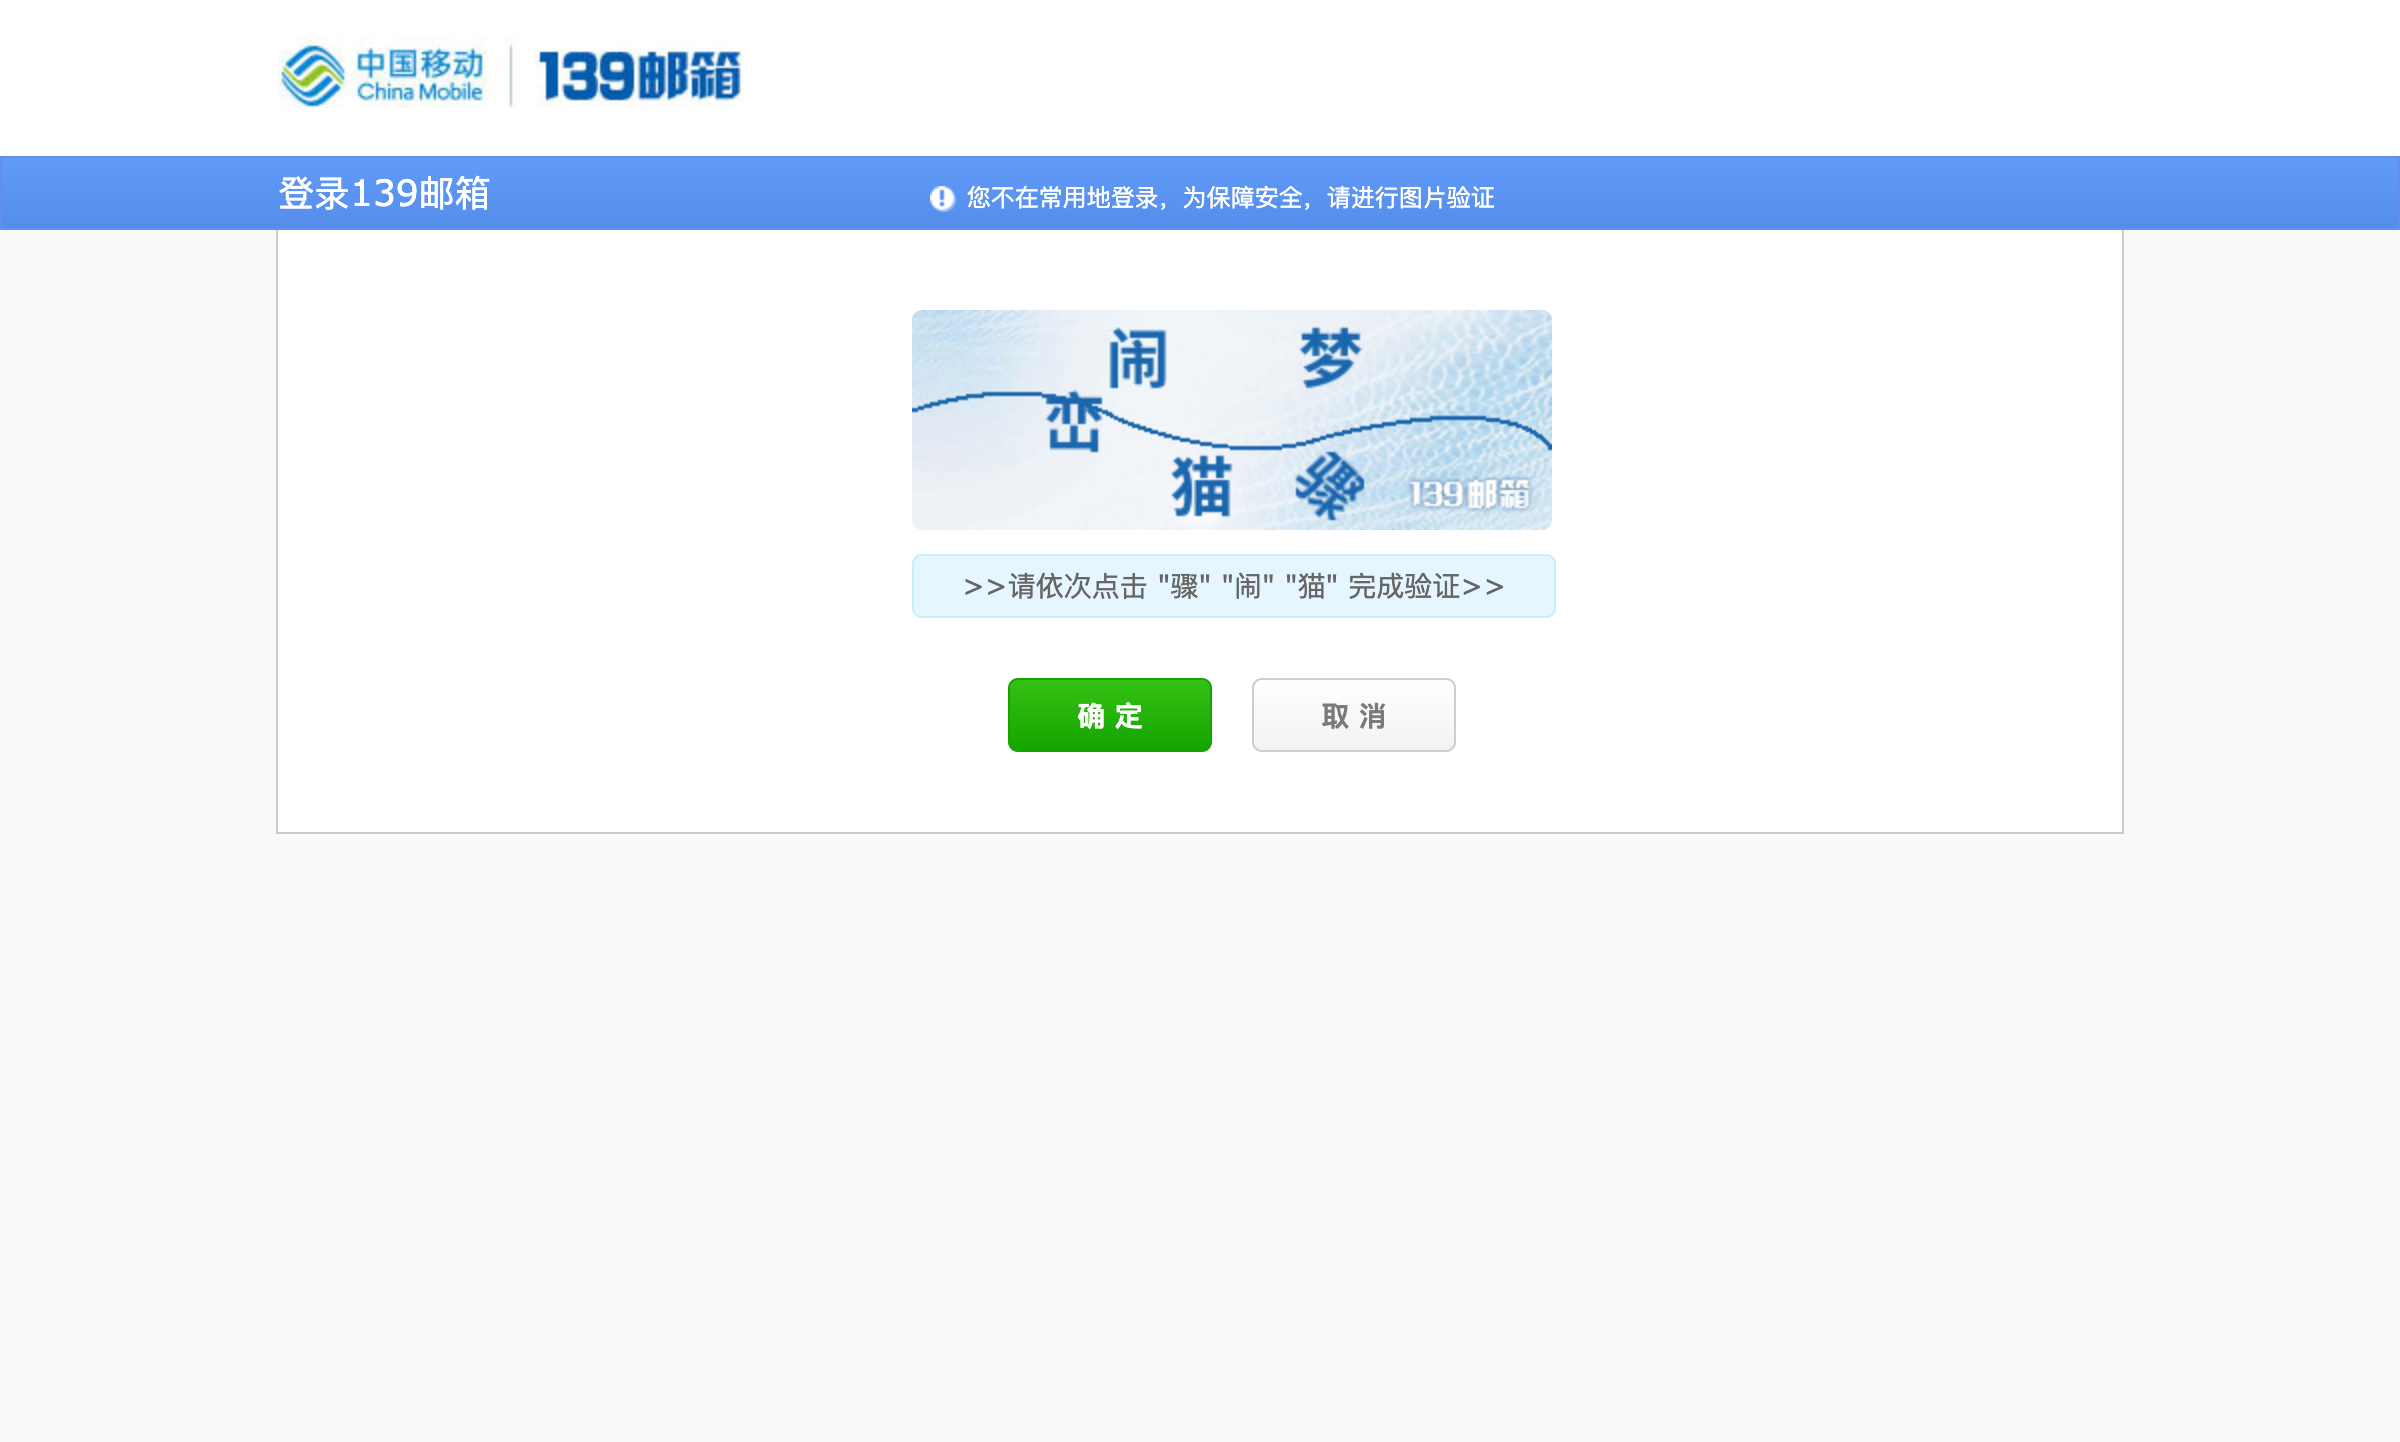 中国移动
China Mobile
139邮箱
登录139邮箱
您不在常用地登录，为保障安全，请进行图片验证
闹 梦
峦
猫 骤
139邮箱
>>请依次点击 "骤" "闹" "猫" 完成验证>>
确 定
取 消